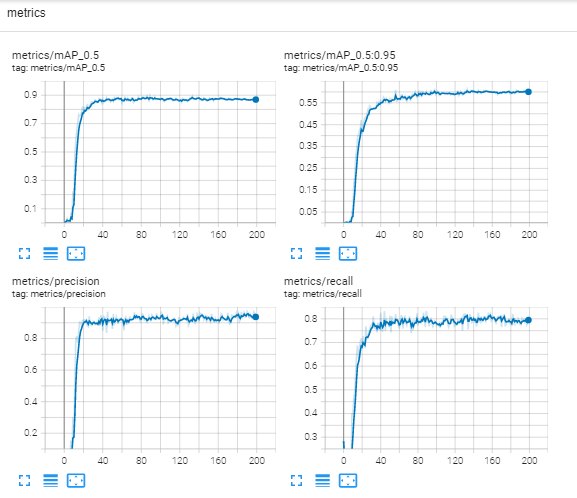 metrics
metrics/mAP_0.5
tag: metrics/mAP_0.5
0.9
0.7
0.5
0.3
0.1
0 40 80 120 160 200
metrics/mAP_0.5:0.95
tag: metrics/mAP_0.5:0.95
0.55
0.45
0.35
0.25
0.15
0.05
0 40 80 120 160 200
metrics/precision
tag: metrics/precision
0.8
0.6
0.4
0.2
0 40 80 120 160 200
metrics/recall
tag: metrics/recall
0.8
0.7
0.6
0.5
0.4
0.3
0 40 80 120 160 200